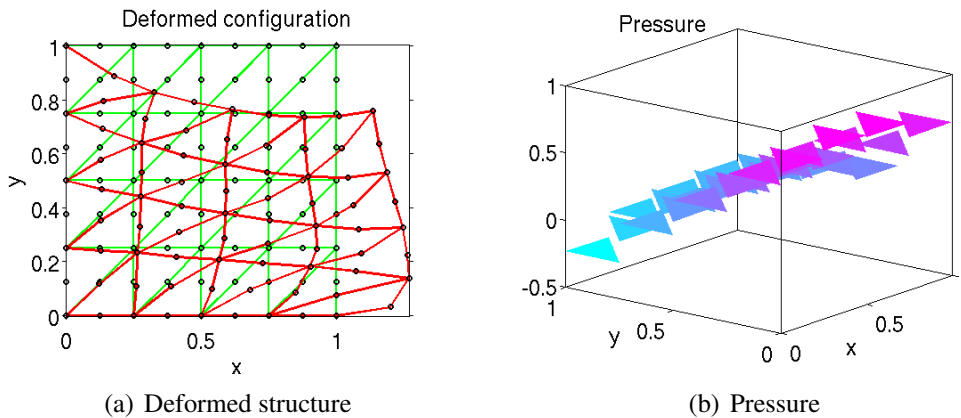 Deformed configuration
1
0.8
0.6
0.4
0.2
0
y
0
0.5
1
x
(a) Deformed structure
Pressure
1
0.5
0
-0.5
1
0.5
0
y
0
0.5
x
(b) Pressure